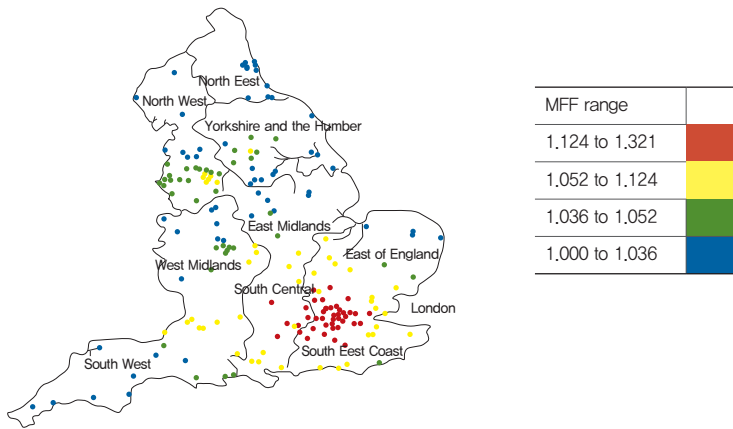 North Eest
North West
Yorkshire and the Humber
East Midlands
East of England
West Midlands
South Central
London
South East Coast
South West
MFF range
1.124 to 1.321
1.052 to 1.124
1.036 to 1.052
1.000 to 1.036